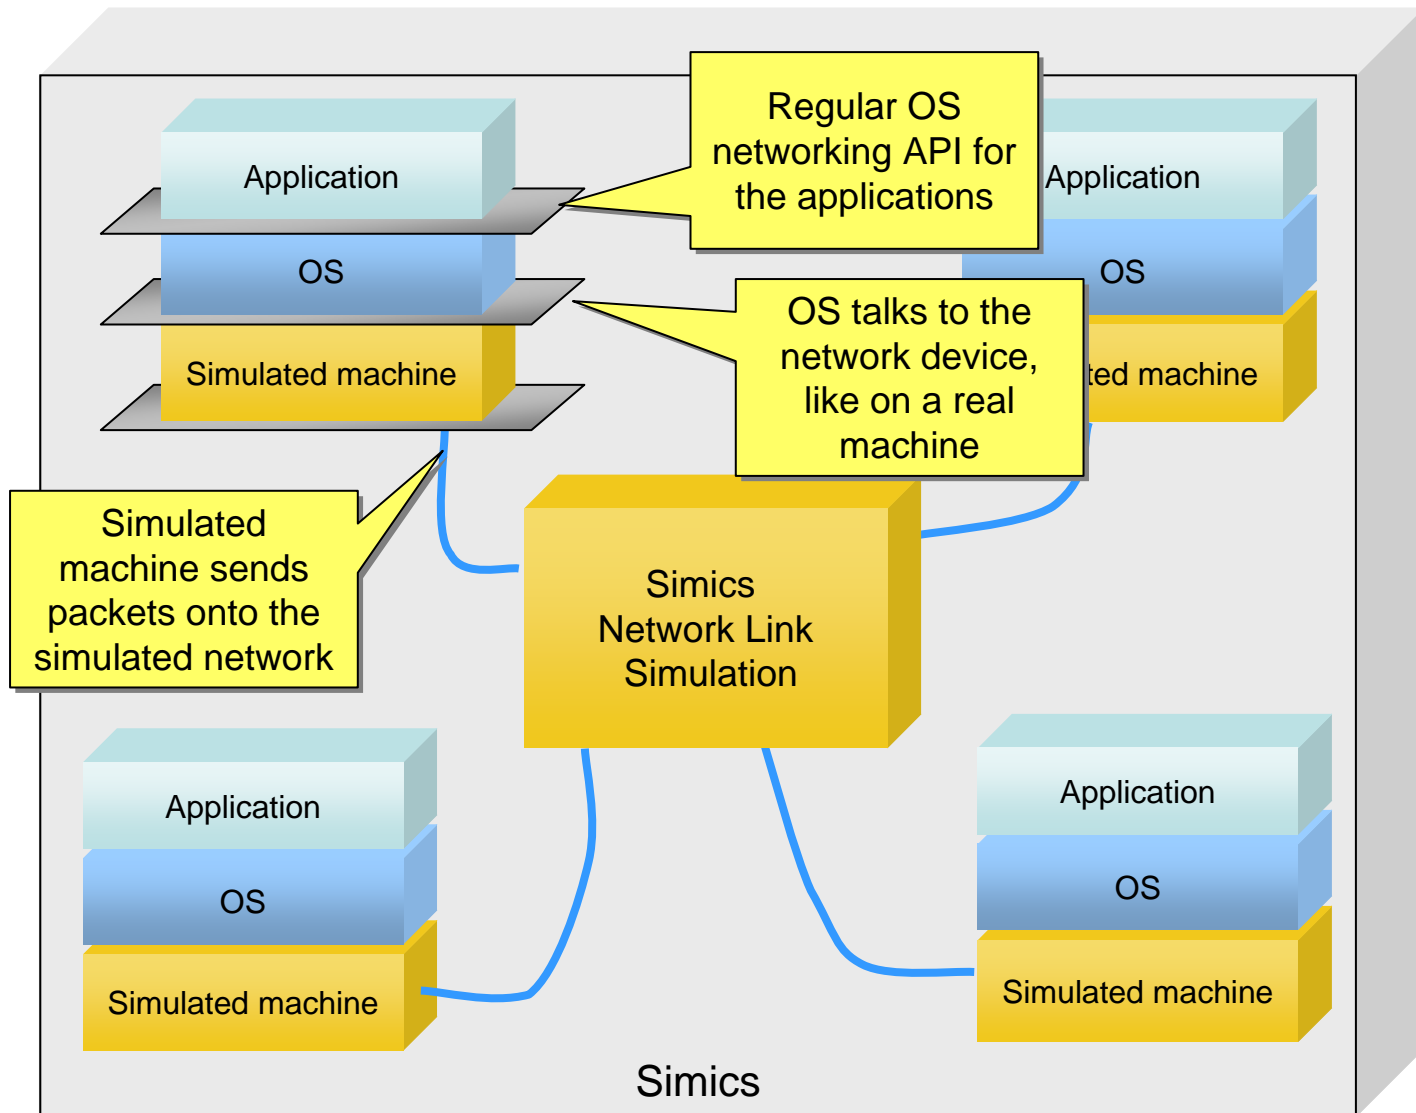 Regular OS
networking API for
the applications
Application
Application
OS
OS
OS talks to the
network device,
like on a real
machine
Simulated machine
machine
Simulated
machine sends
packets onto the
simulated network
Simics
Network Link
Simulation
Application
OS
Simulated machine
Application
OS
Simulated machine
Simics